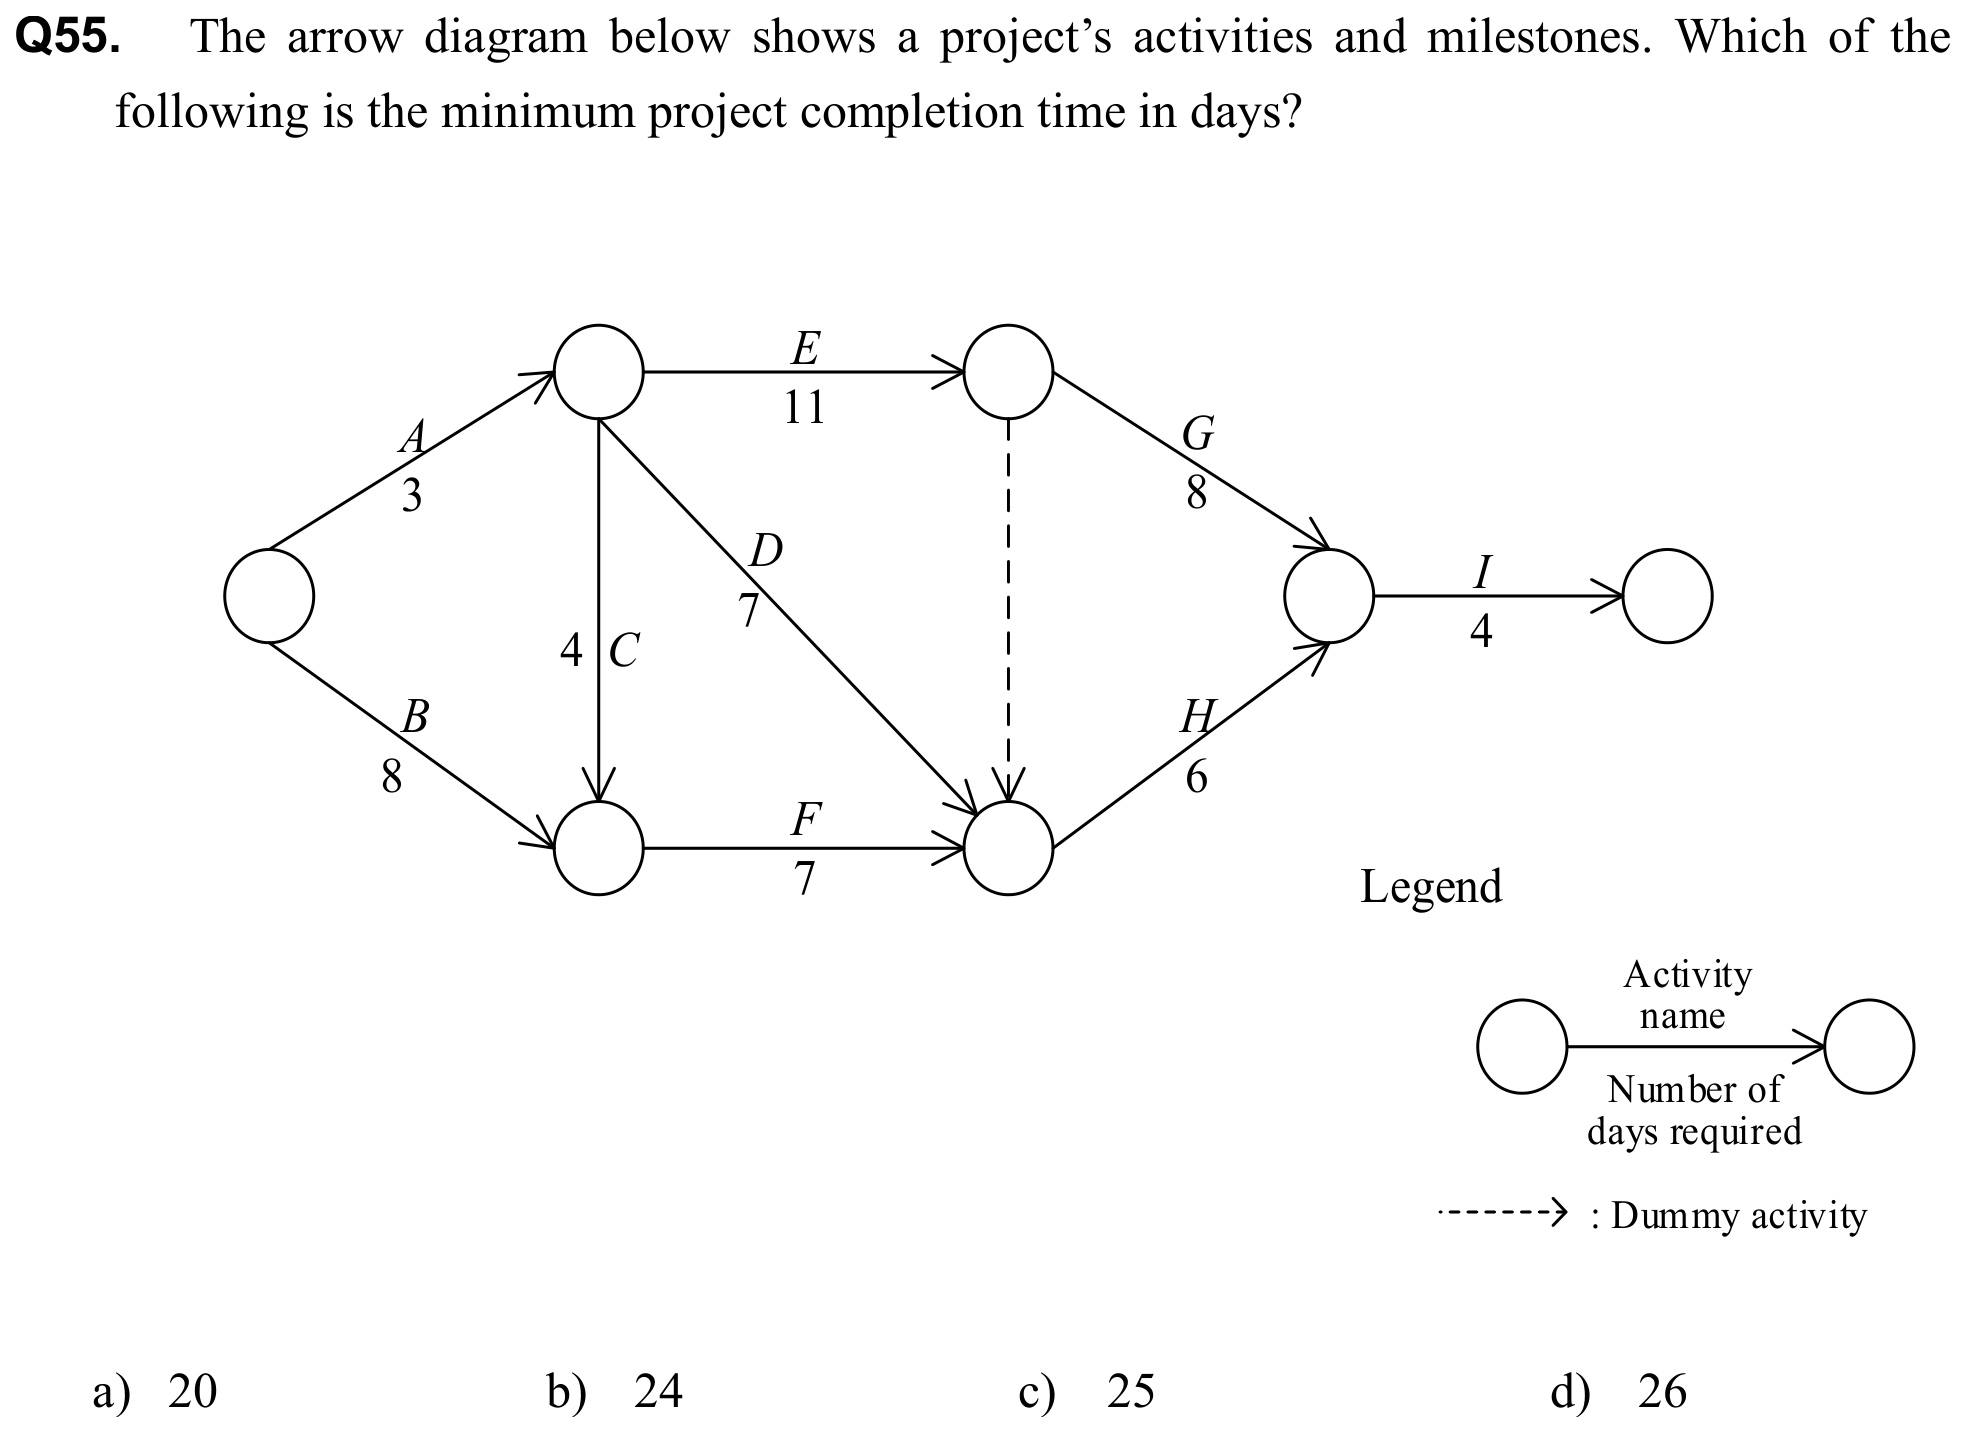 Q55. The arrow diagram below shows a project’s activities and milestones. Which of the
following is the minimum project completion time in days?
E
11
A
3
G
8
D
7
I
4
4 C
B
8
H
6
F
7
Legend
Activity
name
Number of
days required
: Dummy activity
a) 20 b) 24 c) 25 d) 26